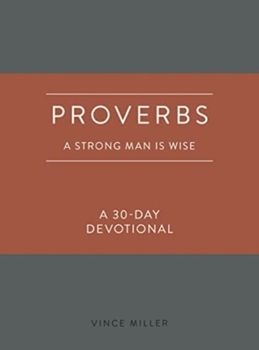 PROVERBS
A STRONG MAN IS WISE
A 30-DAY
DEVOTIONAL
VINCE MILLER